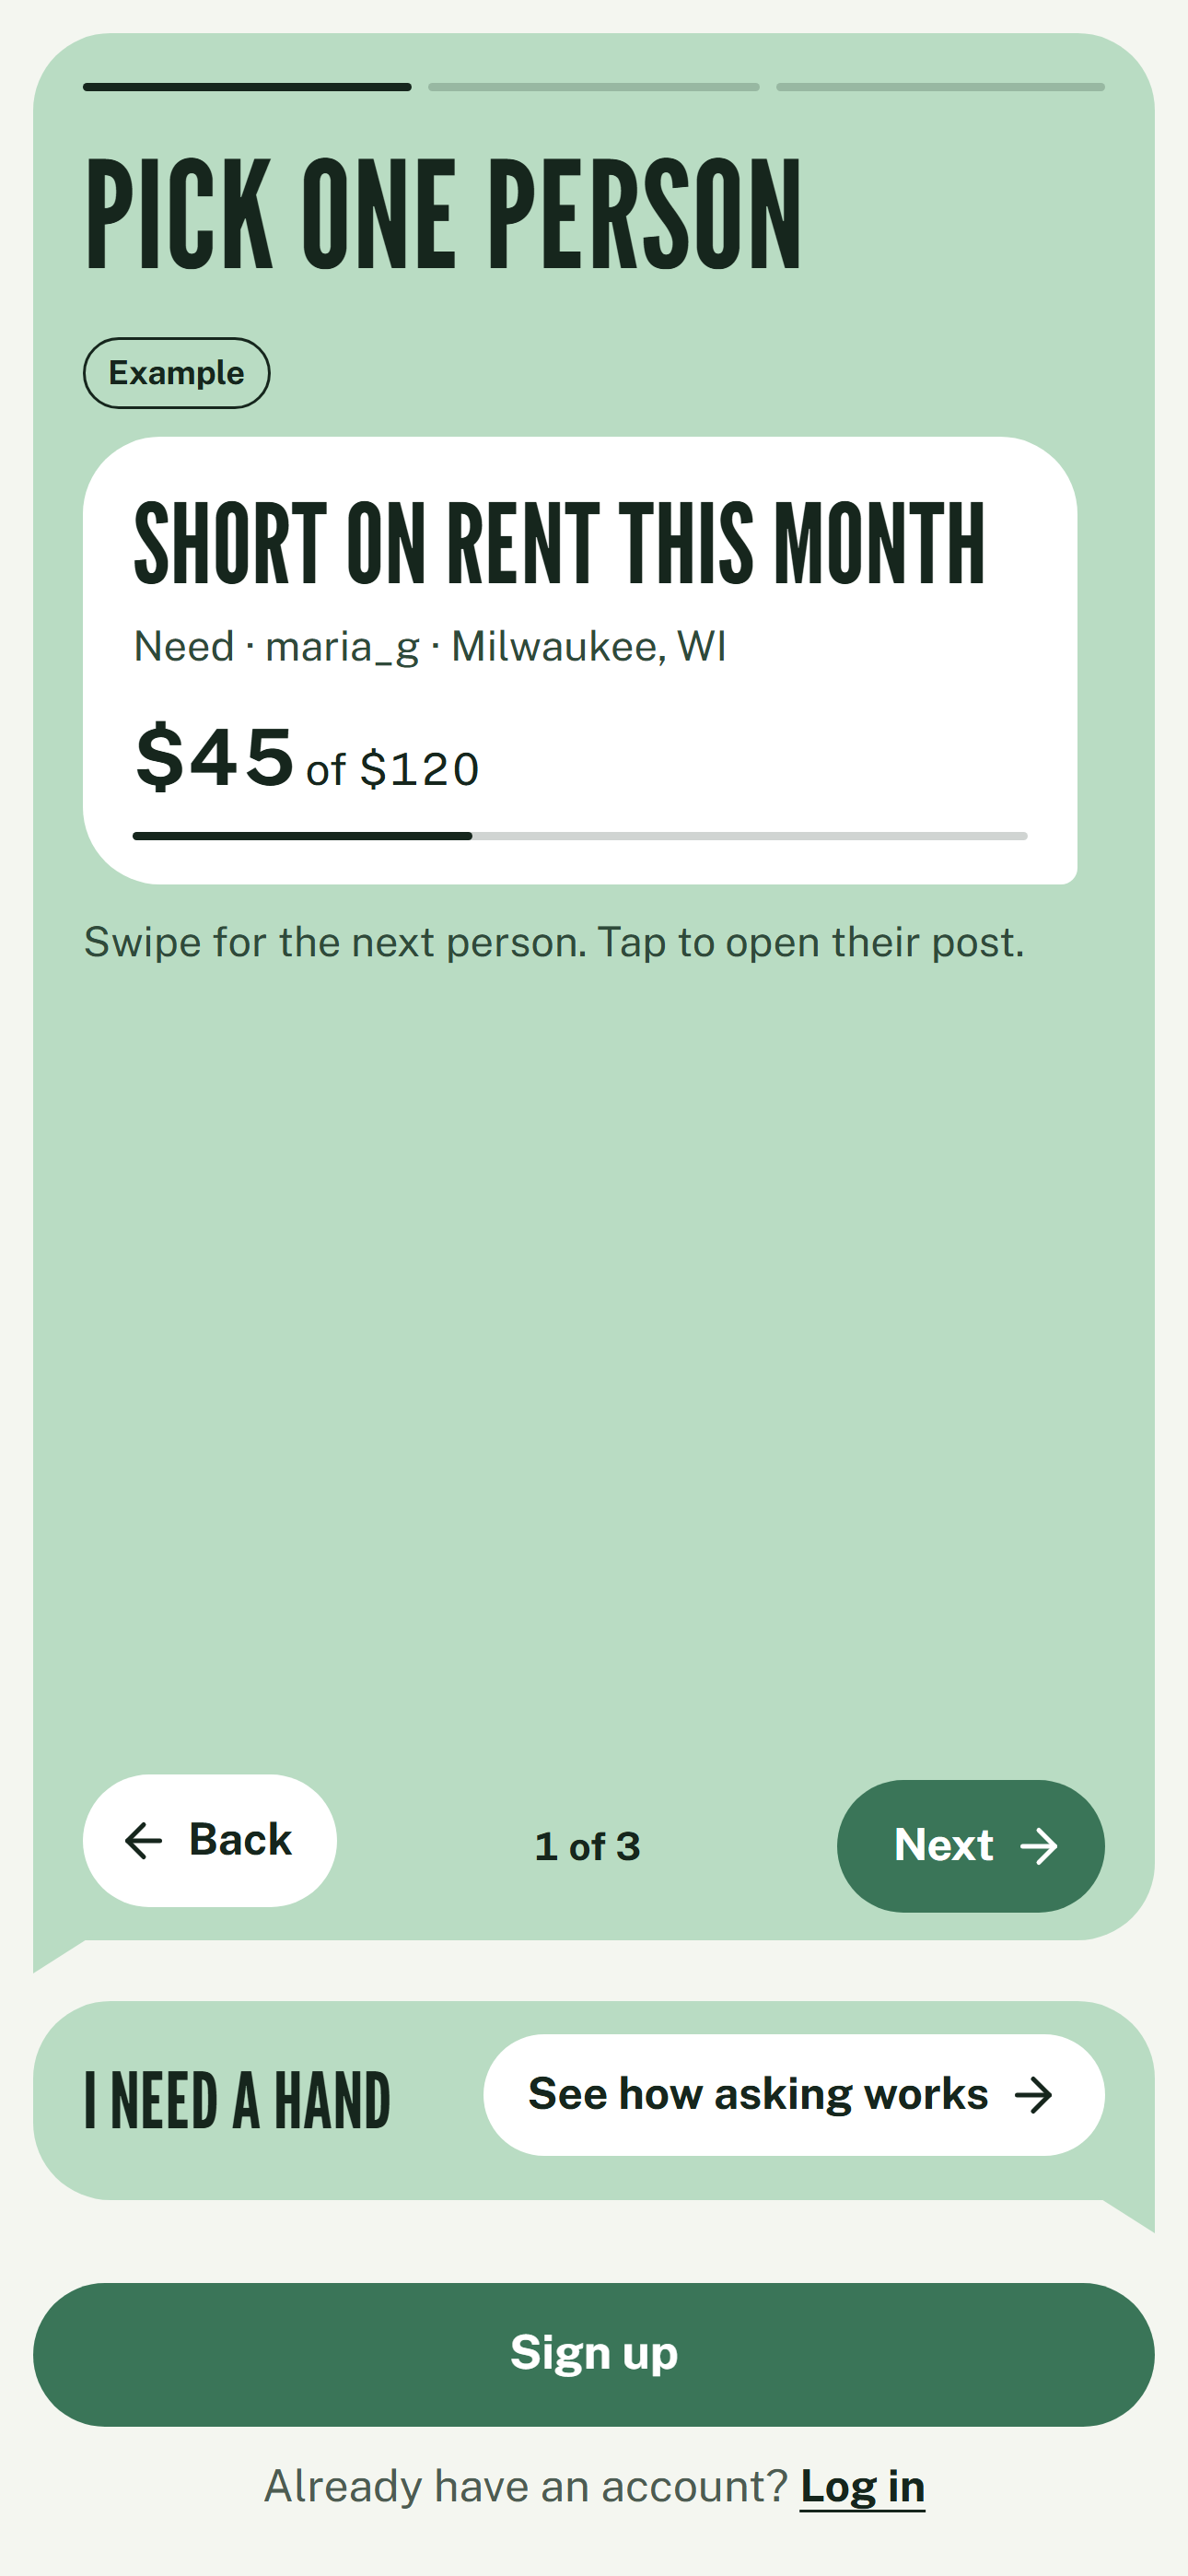 PICK ONE PERSON
Example
SHORT ON RENT THIS MONTH
Need · maria_g · Milwaukee, WI
$45 of $120
Swipe for the next person. Tap to open their post.
Back
1 of 3
Next
I NEED A HAND
See how asking works
Sign up
Already have an account? Log in